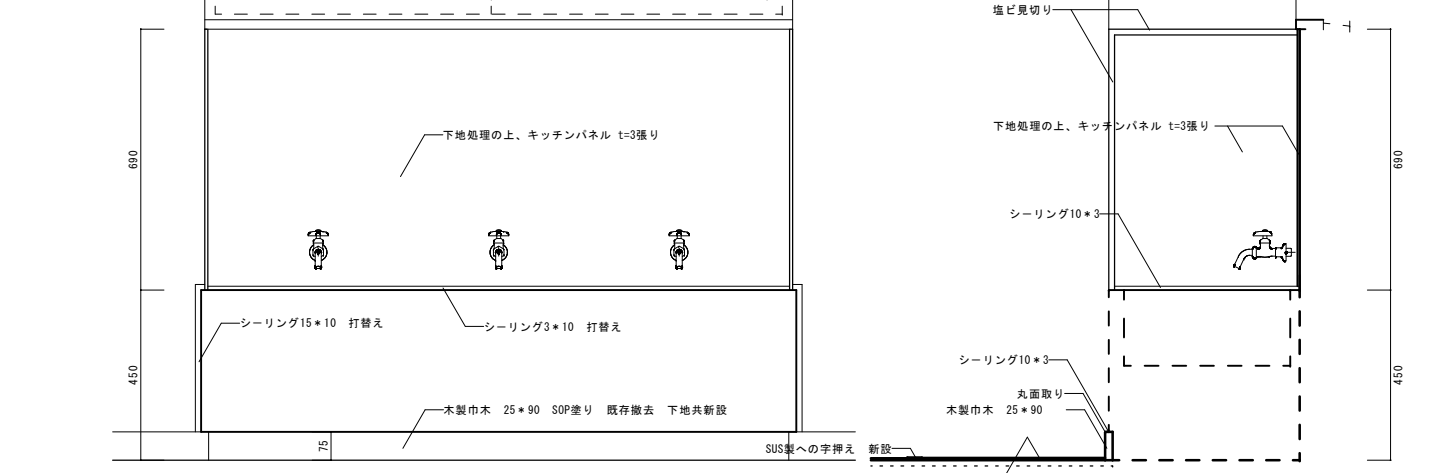 塩ビ見切り
690
下地処理の上、キッチンパネル t=3張り
下地処理の上、キッチンパネル t=3張り
690
シーリング10*3
シーリング15*10 打替え
シーリング3*10 打替え
450
シーリング10*3
450
丸面取り
木製巾木 25*90 SOP塗り 既存撤去 下地共新設
木製巾木 25*90
75
SUS製への字押え 新設